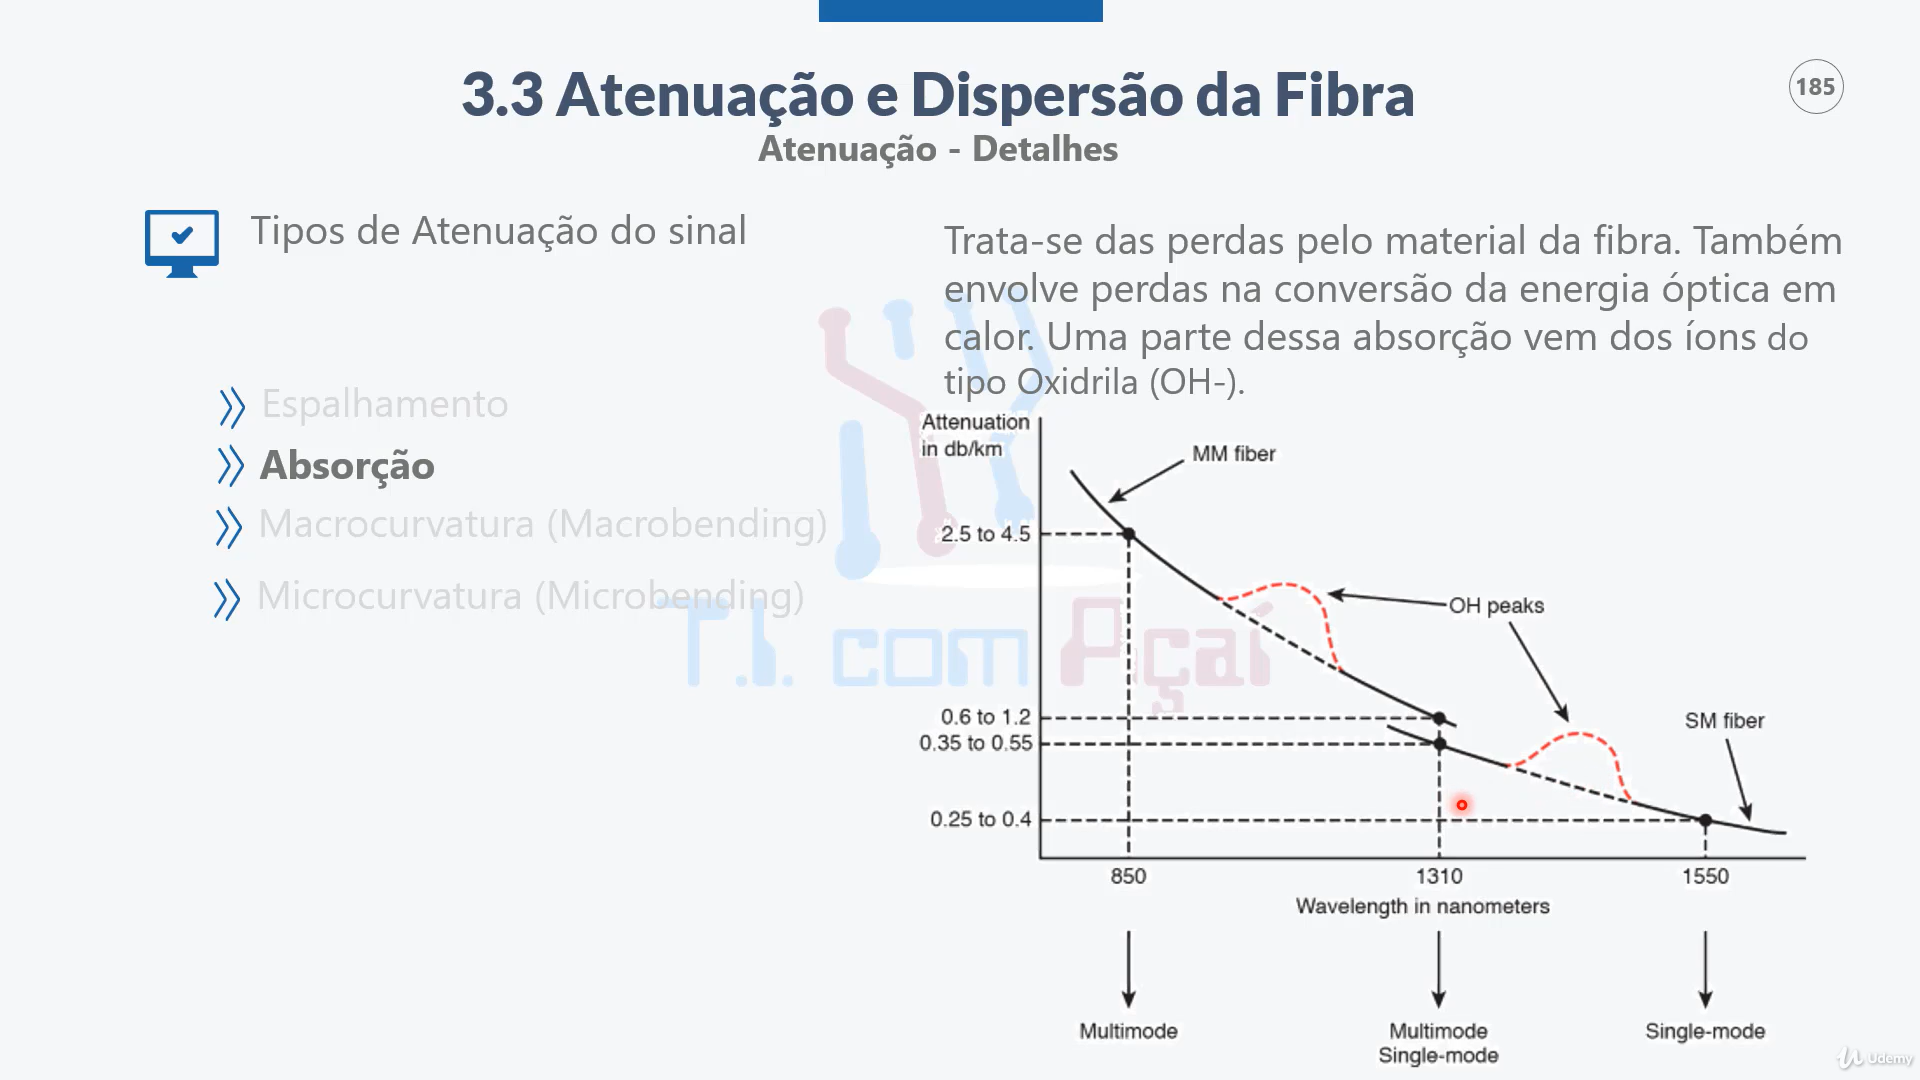 3.3 Atenuação e Dispersão da Fibra
185
Atenuação - Detalhes
Tipos de Atenuação do sinal
Espalhamento
Absorção
Macrocurvatura (Macrobending)
Microcurvatura (Microbending)
Trata-se das perdas pelo material da fibra. Também
envolve perdas na conversão da energia óptica em
calor. Uma parte dessa absorção vem dos íons do
tipo Oxidrila (OH-).
T.I. com Açaí
Attenuation
in db/km
MM fiber
2.5 to 4.5
OH peaks
0.6 to 1.2
0.35 to 0.55
SM fiber
0.25 to 0.4
850
1310
1550
Wavelength in nanometers
Multimode
Multimode
Single-mode
Single-mode
Udemy